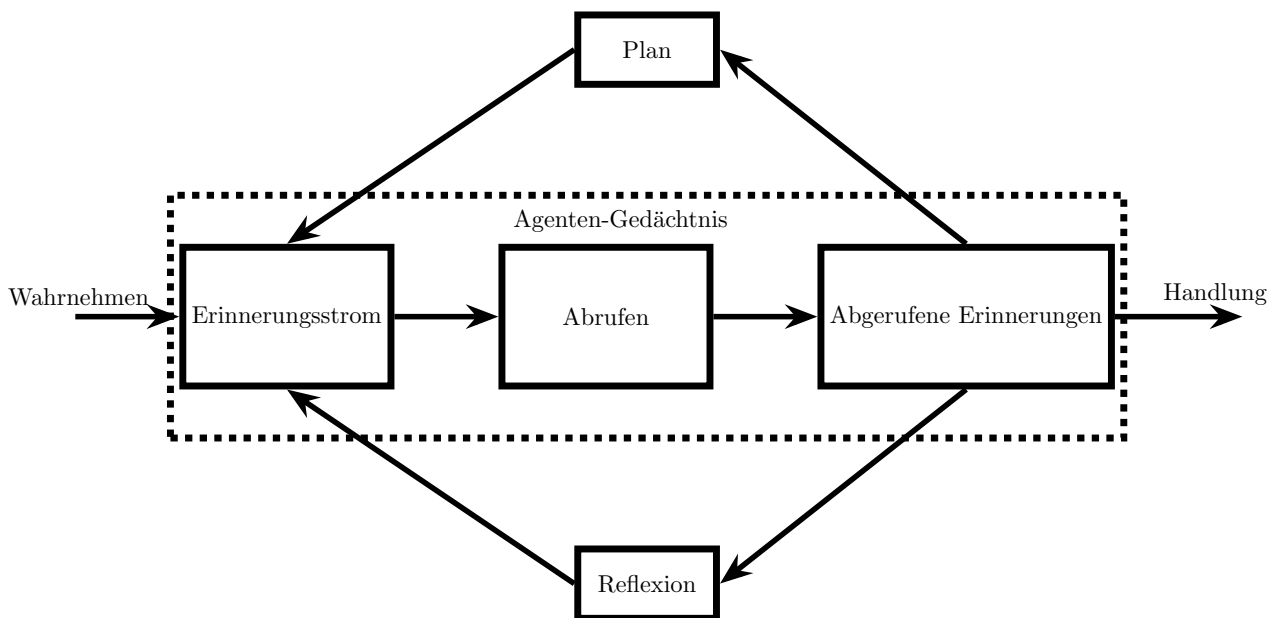 Plan
Agenten-Gedächtnis
Wahrnehmen
Erinnerungsstrom
Abrufen
Abgerufene Erinnerungen
Handlung
Reflexion